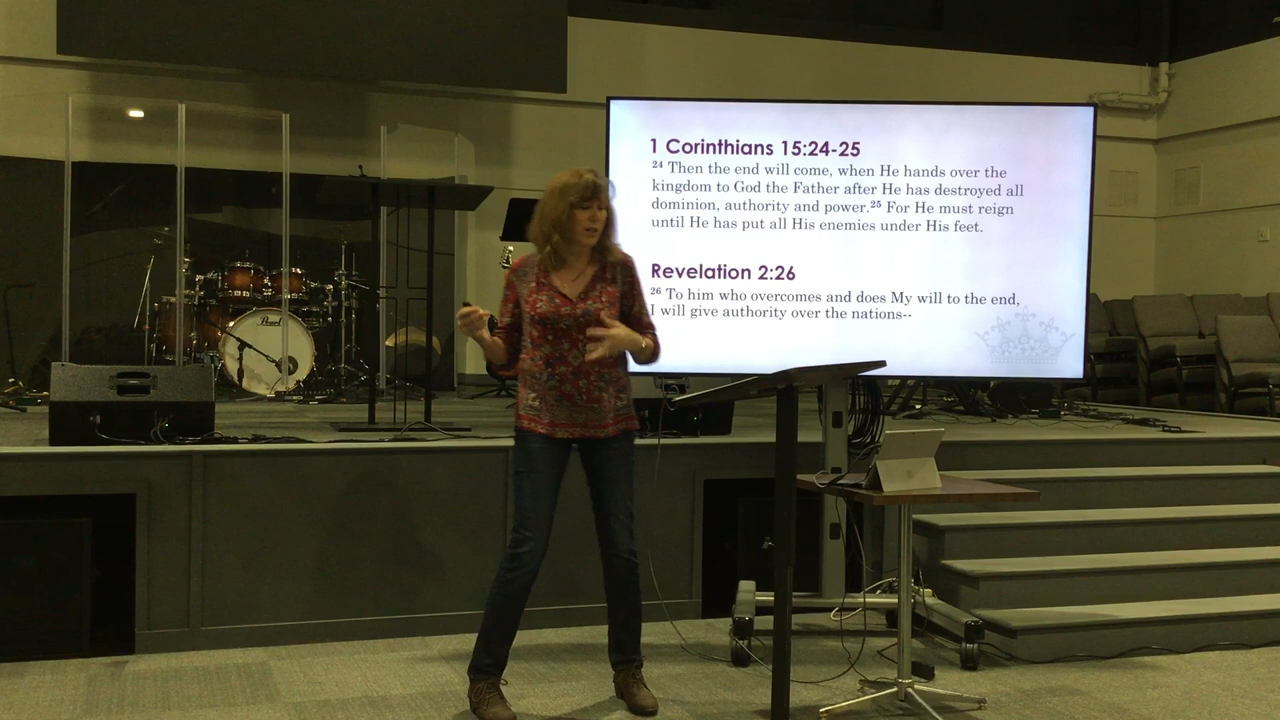 1 Corinthians 15:24-25
24 Then the end will come, when He hands over the
kingdom to God the Father after He has destroyed all
dominion, authority and power.25 For He must reign
until He has put all His enemies under His feet.
Revelation 2:26
26 To him who overcomes and does My will to the end,
I will give authority over the nations--
Pearl